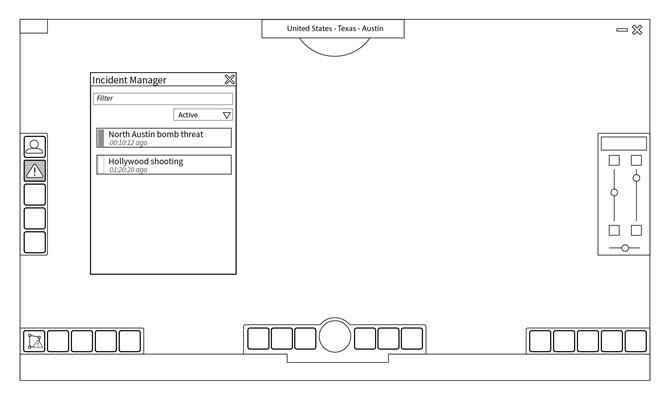 United States - Texas - Austin
Incident Manager
Filter
Active
North Austin bomb threat
00:10:12 ago
Hollywood shooting
01:20:20 ago